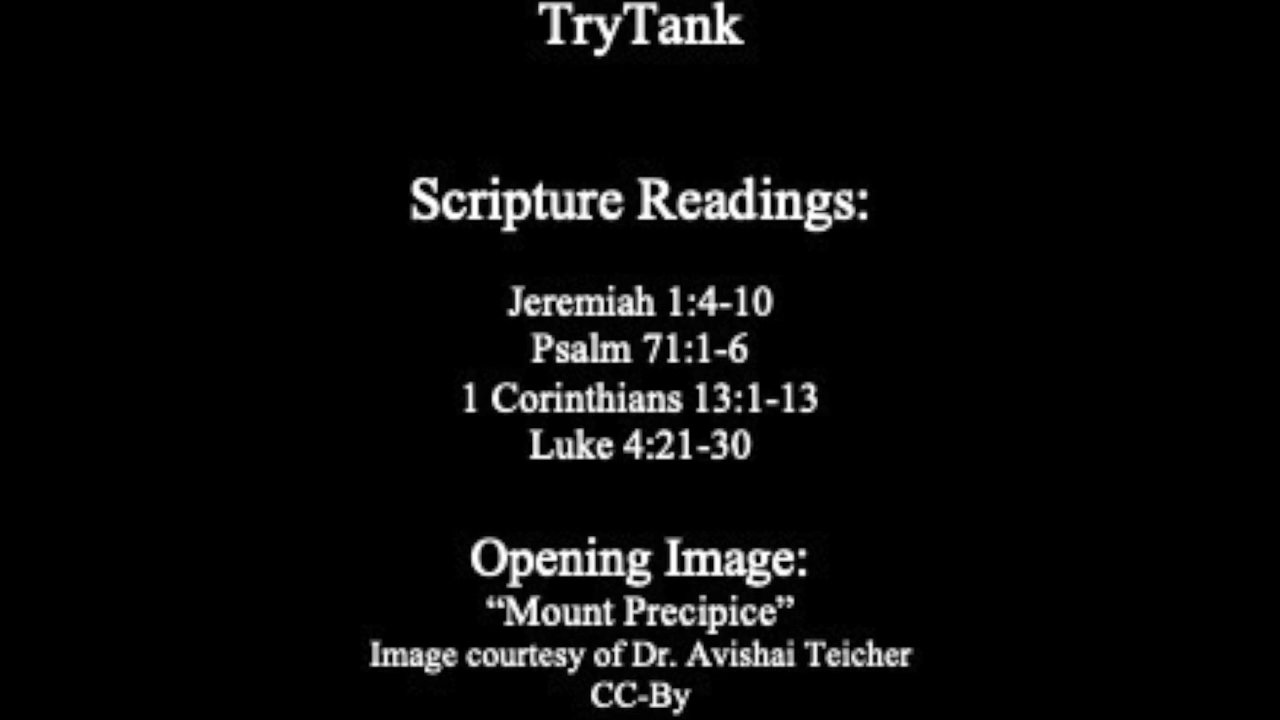 TryTank
Scripture Readings:
Jeremiah 1:4-10
Psalm 71:1-6
1 Corinthians 13:1-13
Luke 4:21-30
Opening Image:
“Mount Precipice”
Image courtesy of Dr. Avishai Teicher
CC-By